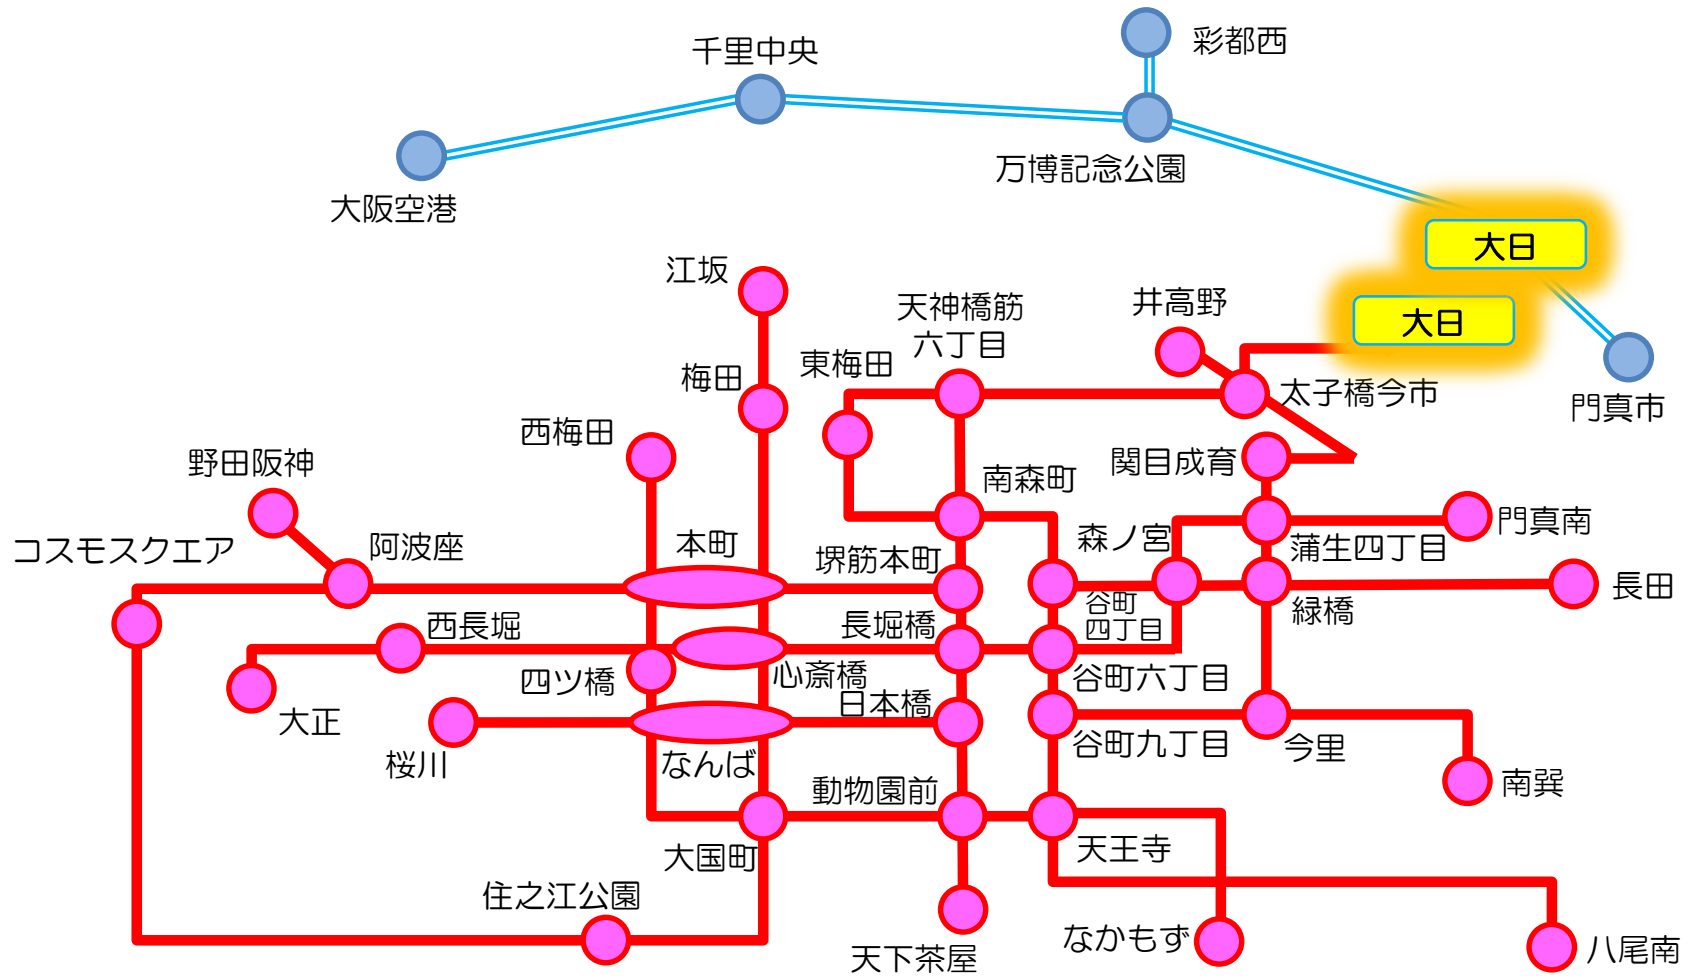 彩都西
千里中央
万博記念公園
大阪空港
大日
江坂
井高野
天神橋筋
六丁目
大日
東梅田
梅田
太子橋今市
門真市
西梅田
野田阪神
関目成育
南森町
門真南
コスモスクエア
阿波座
本町
堺筋本町
森ノ宮
蒲生四丁目
長田
谷町
四丁目
緑橋
西長堀
長堀橋
四ツ橋
心斎橋
谷町六丁目
日本橋
大正
桜川
なんば
谷町九丁目
今里
動物園前
南巽
大国町
天王寺
住之江公園
なかもず
天下茶屋
八尾南